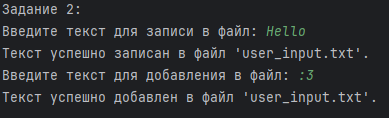 Задание 2:
Введите текст для записи в файл: Hello
Текст успешно записан в файл 'user_input.txt'.
Введите текст для добавления в файл: :3
Текст успешно добавлен в файл 'user_input.txt'.